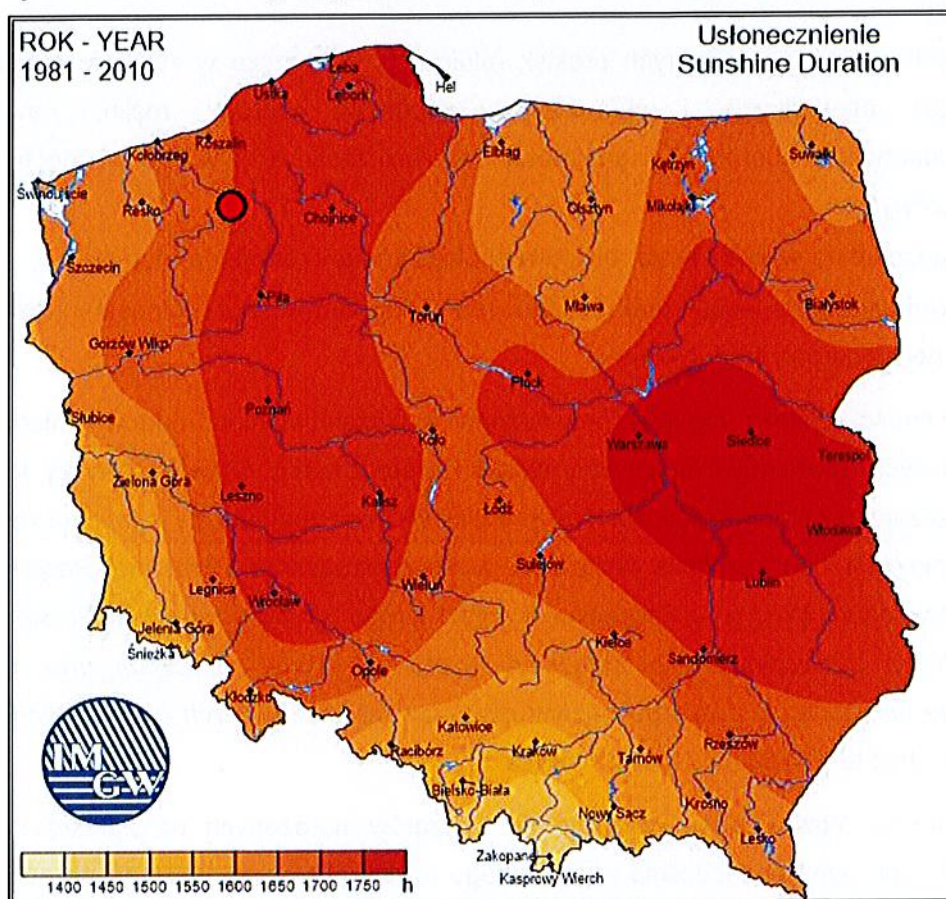 ROK - YEAR
1981 - 2010
Usłonecznienie
Sunshine Duration
Łeba
Hel
Ustka
Lębork
Koszalin
Kołobrzeg
Elbląg
Kętrzyn
Suwałki
Świnoujście
Resko
Chojnice
Olsztyn
Mikołajki
Szczecin
Piła
Toruń
Mława
Białystok
Gorzów Wlkp.
Płock
Słubice
Poznań
Koło
Warszawa
Siedlce
Terespol
Zielona Góra
Leszno
Kalisz
Łódź
Włodawa
Sulejów
Legnica
Wrocław
Wieluń
Lublin
Jelenia Góra
Śnieżka
Kielce
Opole
Sandomierz
Kłodzko
Katowice
Racibórz
Kraków
Tarnów
Rzeszów
Bielsko-Biała
Nowy Sącz
Krosno
Lesko
Zakopane
Kasprowy Wierch
IM
GW
1400 1450 1500 1550 1600 1650 1700 1750 h